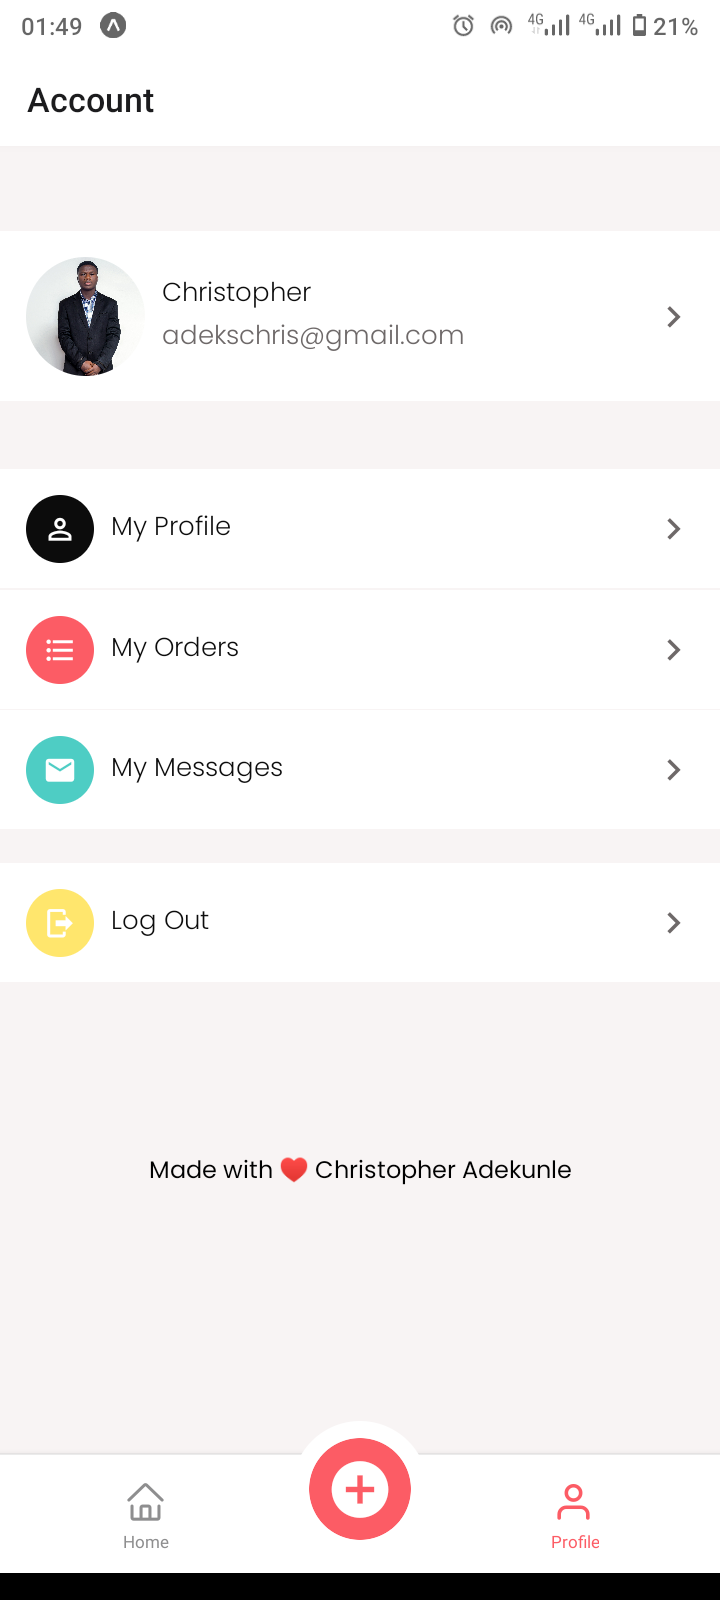 01:49 4G 4G 21%
Account
Christopher
adekschris@gmail.com
My Profile
My Orders
My Messages
Log Out
Made with ❤️ Christopher Adekunle
Home Profile